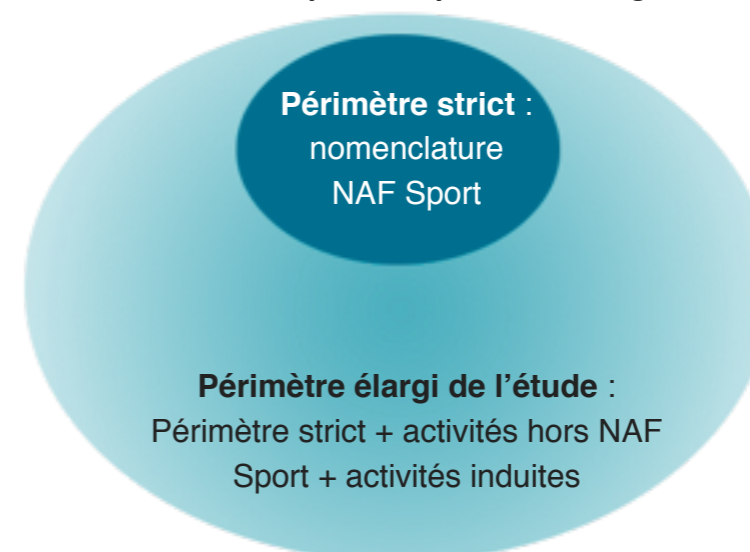 Périmètre strict :
nomenclature
NAF Sport
Périmètre élargi de l'étude :
Périmètre strict + activités hors NAF
Sport + activités induites